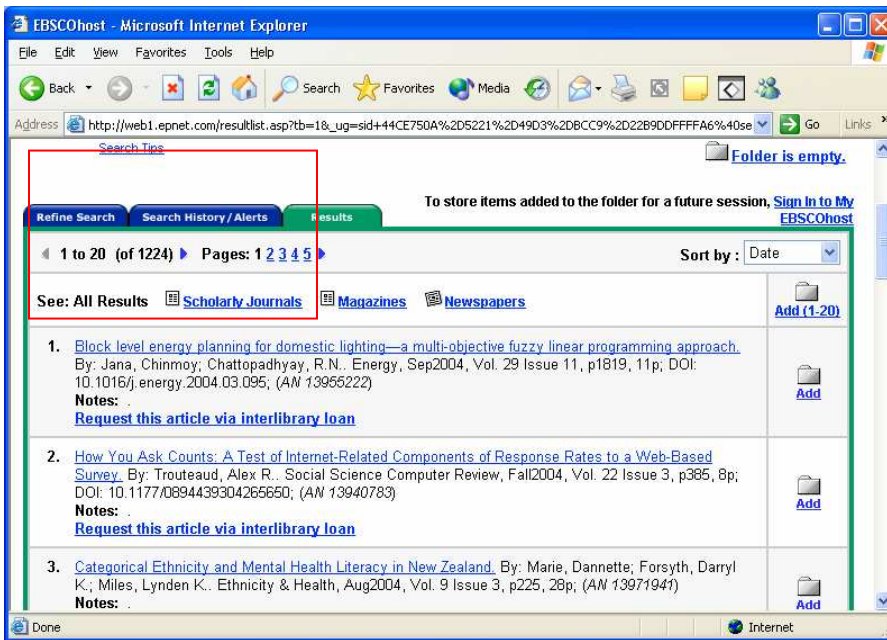 EBSCOhost - Microsoft Internet Explorer
File Edit View Favorites Tools Help
Back Search Favorites Media
Address http://web1.epnet.com/resultlist.asp?tb=1&_ug=sid+44CE750A%2D5221%2D49D3%2DBCC9%2D22B9DDFFFFA6%40se Go Links »
Search Tips
Folder is empty.
To store items added to the folder for a future session, Sign In to My
EBSCOhost
Refine Search Search History/Alerts Results
1 to 20 (of 1224) Pages: 1 2 3 4 5 Sort by : Date
See: All Results Scholarly Journals Magazines Newspapers Add (1-20)
1. Block level energy planning for domestic lighting—a multi-objective fuzzy linear programming approach.
By: Jana, Chinmoy; Chattopadhyay, R.N.. Energy, Sep2004, Vol. 29 Issue 11, p1819, 11p; DOI:
10.1016/j.energy.2004.03.095; (AN 13955222)
Notes: .
Request this article via interlibrary loan
Add
2. How You Ask Counts: A Test of Internet-Related Components of Response Rates to a Web-Based
Survey. By: Trouteaud, Alex R.. Social Science Computer Review, Fall2004, Vol. 22 Issue 3, p385, 8p;
DOI: 10.1177/0894439304265650; (AN 13940783)
Notes: .
Request this article via interlibrary loan
Add
3. Categorical Ethnicity and Mental Health Literacy in New Zealand. By: Marie, Dannette; Forsyth, Darryl
K.; Miles, Lynden K.. Ethnicity & Health, Aug2004, Vol. 9 Issue 3, p225, 28p; (AN 13971941)
Notes: .
Add
Done Internet